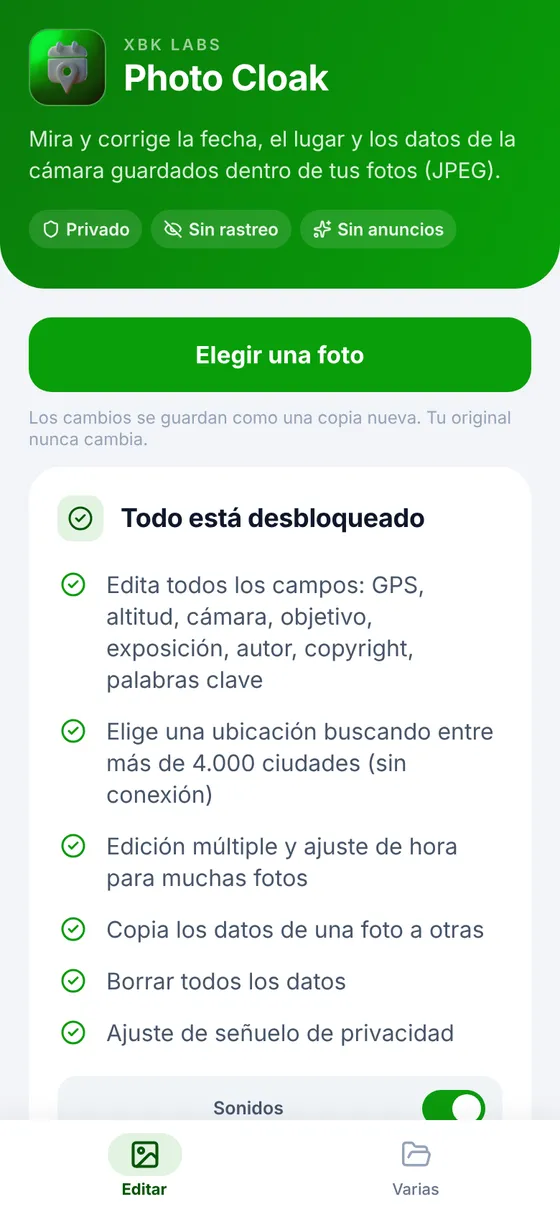 XBK LABS
Photo Cloak
Mira y corrige la fecha, el lugar y los datos de la
cámara guardados dentro de tus fotos (JPEG).
Privado
Sin rastreo
Sin anuncios
Elegir una foto
Los cambios se guardan como una copia nueva. Tu original
nunca cambia.
Todo está desbloqueado
Edita todos los campos: GPS,
altitud, cámara, objetivo,
exposición, autor, copyright,
palabras clave
Elige una ubicación buscando entre
más de 4.000 ciudades (sin
conexión)
Edición múltiple y ajuste de hora
para muchas fotos
Copia los datos de una foto a otras
Borrar todos los datos
Ajuste de señuelo de privacidad
Sonidos
Editar
Varias